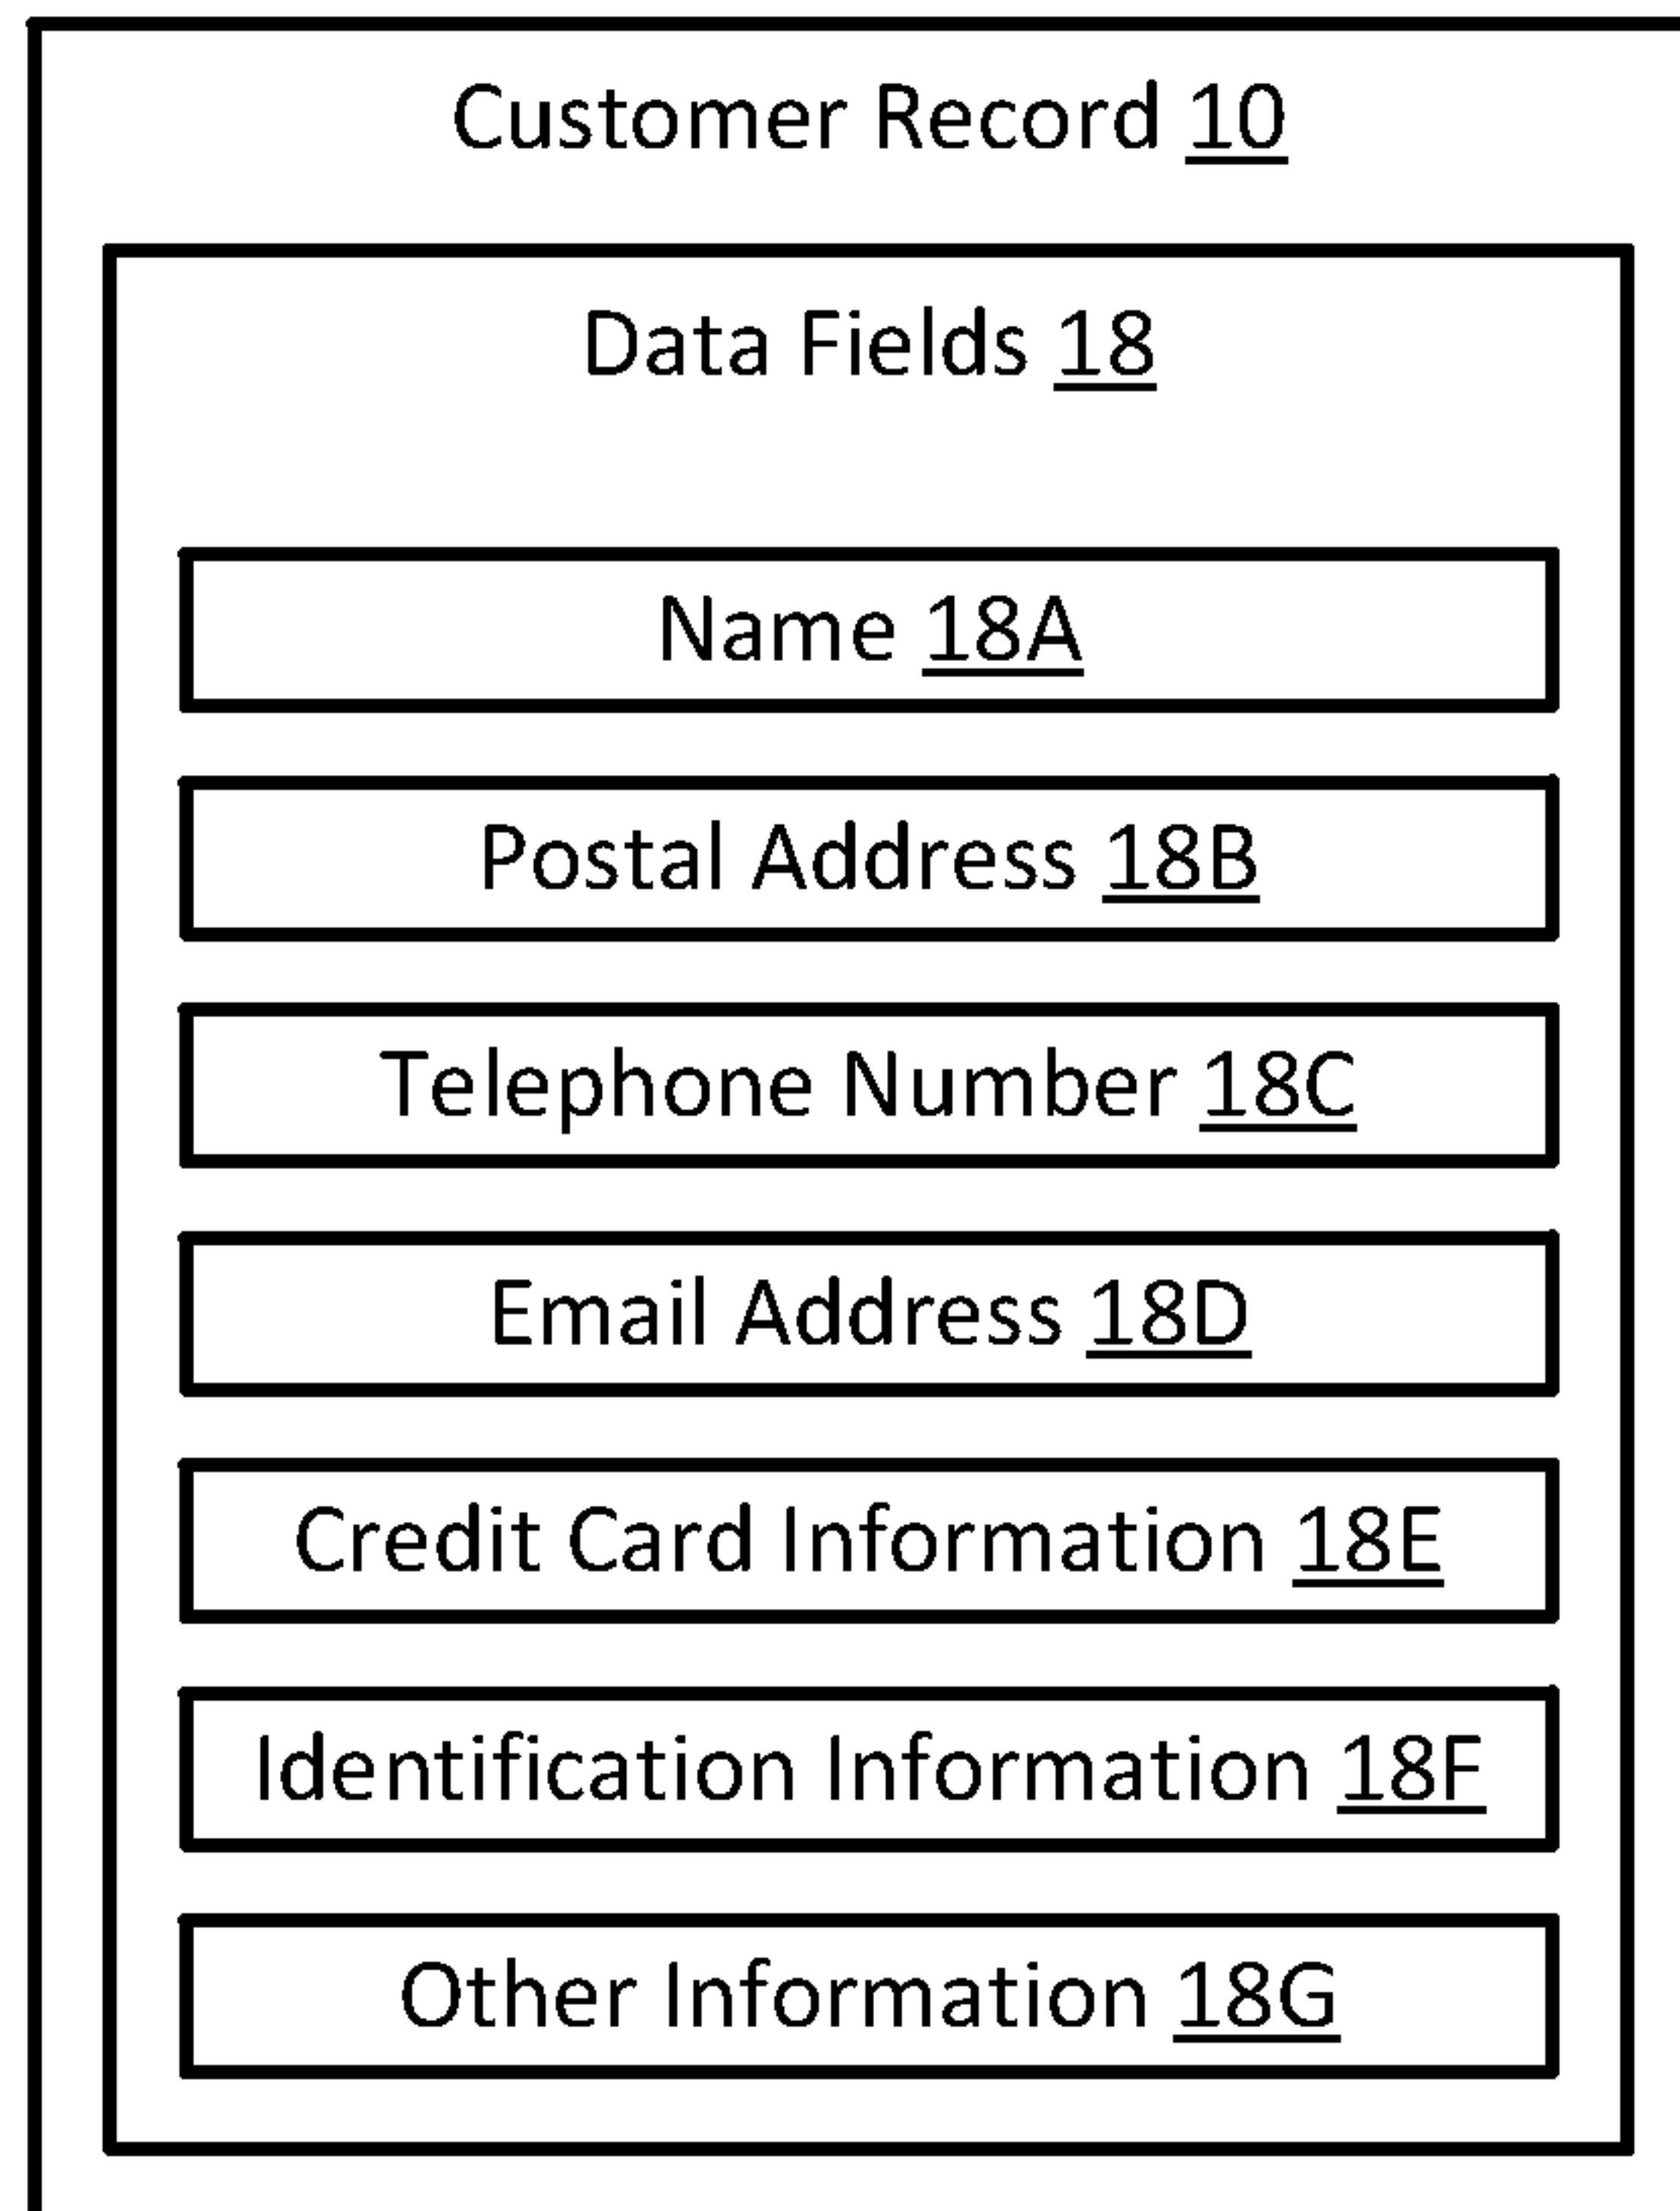 Customer Record 10
Data Fields 18
Name 18A
Postal Address 18B
Telephone Number 18C
Email Address 18D
Credit Card Information 18E
Identification Information 18F
Other Information 18G